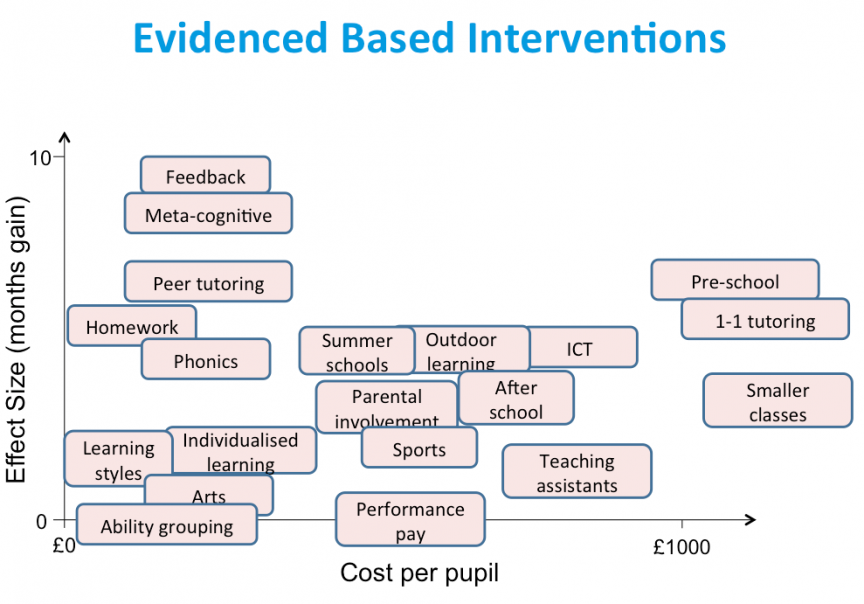 Evidenced Based Interventions
Effect Size (months gain)
10
Feedback
Meta-cognitive
Peer tutoring
Pre-school
Homework
1-1 tutoring
Phonics
Summer
schools
Outdoor
learning
ICT
Parental
involvement
After
school
Smaller
classes
Learning
styles
Individualised
learning
Sports
Teaching
assistants
Arts
Ability grouping
Performance
pay
0
£0
£1000
Cost per pupil